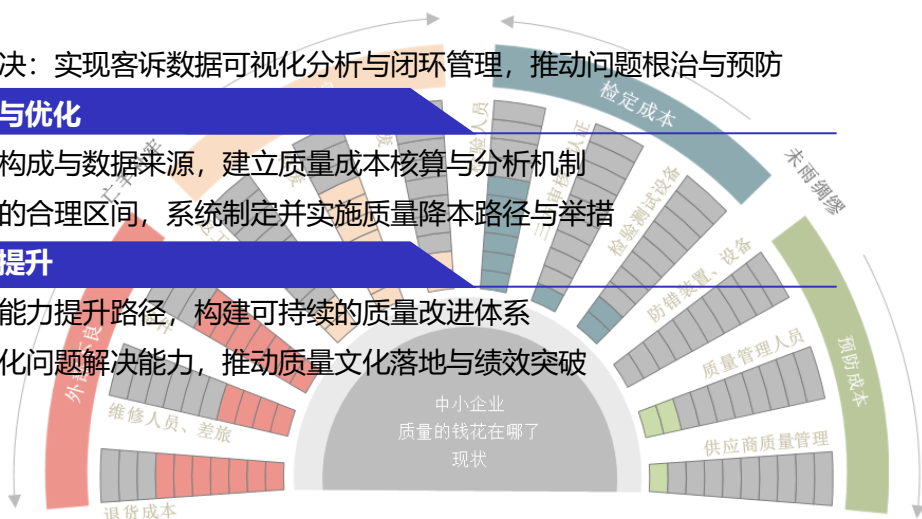 决：实现客诉数据可视化分析与闭环管理，推动问题根治与预防
与优化
构成与数据来源，建立质量成本核算与分析机制
的合理区间，系统制定并实施质量降本路径与举措
提升
能力提升路径，构建可持续的质量改进体系
化问题解决能力，推动质量文化落地与绩效突破
检定成本
未雨绸缪
检验测试设备
防错装置、设备
质量管理人员
预防成本
供应商质量管理
维修人员、差旅
退货成本
中小企业
质量的钱花在哪了
现状